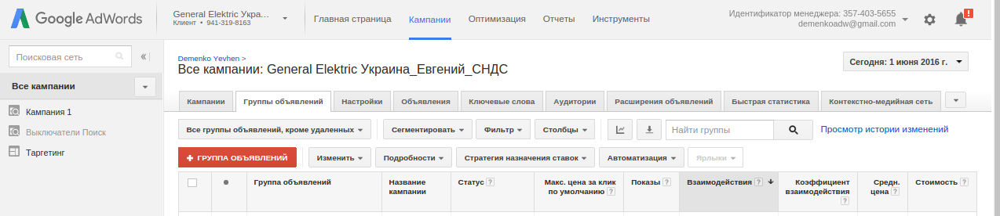 Google AdWords
General Elektric Укра...
Клиент • 941-319-8163
Главная страница
Кампании
Оптимизация
Отчеты
Инструменты
Идентификатор менеджера: 357-403-5655
demenkoadw@gmail.com
!
Поисковая сеть
Все кампании
Кампания 1
Выключатели Поиск
Таргетинг
Demenko Yevhen >
Все кампании: General Elektric Украина_Евгений_СНДС
Сегодня: 1 июня 2016 г.
Кампании
Группы объявлений
Настройки
Объявления
Ключевые слова
Аудитории
Расширения объявлений
Быстрая статистика
Контекстно-медийная сеть
Все группы объявлений, кроме удаленных
Сегментировать
Фильтр
Столбцы
Найти группы
Просмотр истории изменений
+ ГРУППА ОБЪЯВЛЕНИЙ
Изменить
Подробности
Стратегия назначения ставок
Автоматизация
Ярлыки
Группа объявлений
Название
кампании
Статус ?
Макс. цена за клик
по умолчанию ?
Показы ?
Взаимодействия ?
Коэффициент
взаимодействия
?
Средн.
цена ?
Стоимость ?